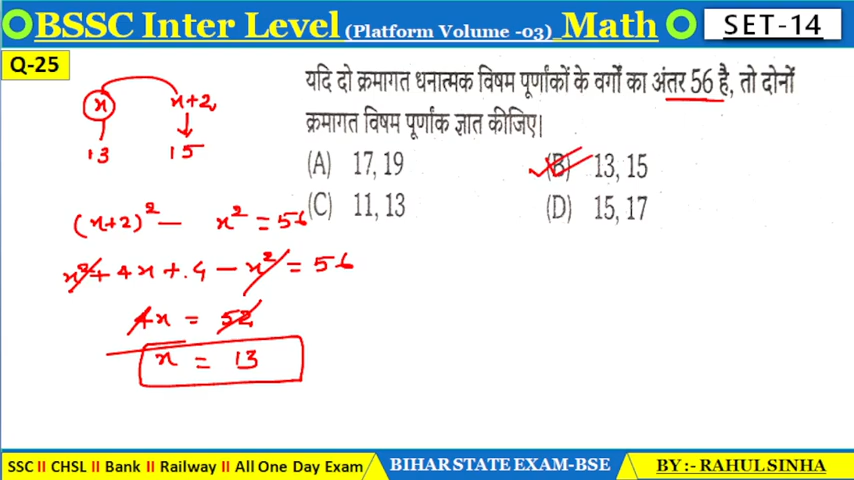 BSSC Inter Level (Platform Volume -03) Math
SET-14
Q-25
यदि दो क्रमागत धनात्मक विषम पूर्णांकों के वर्गों का अंतर 56 है, तो दोनों
क्रमागत विषम पूर्णांक ज्ञात कीजिए।
(A) 17, 19
(B) 13, 15
(C) 11, 13
(D) 15, 17
x x+2
13 15
(x+2)² - x² = 56
x² + 4x + 4 - x² = 56
4x = 52
x = 13
SSC II CHSL II Bank II Railway II All One Day Exam
BIHAR STATE EXAM-BSE
BY :- RAHUL SINHA